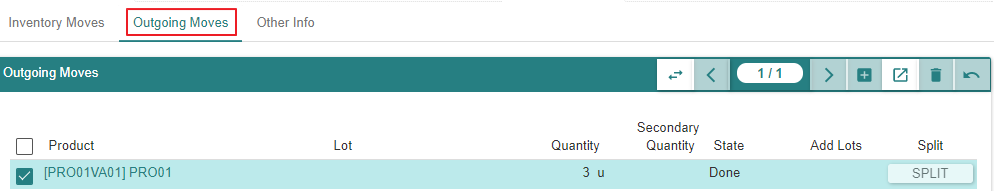 Inventory Moves Outgoing Moves Other Info
Outgoing Moves 1 / 1
Product Lot Quantity Secondary Quantity State Add Lots Split
[PRO01VA01] PRO01 3 u Done SPLIT